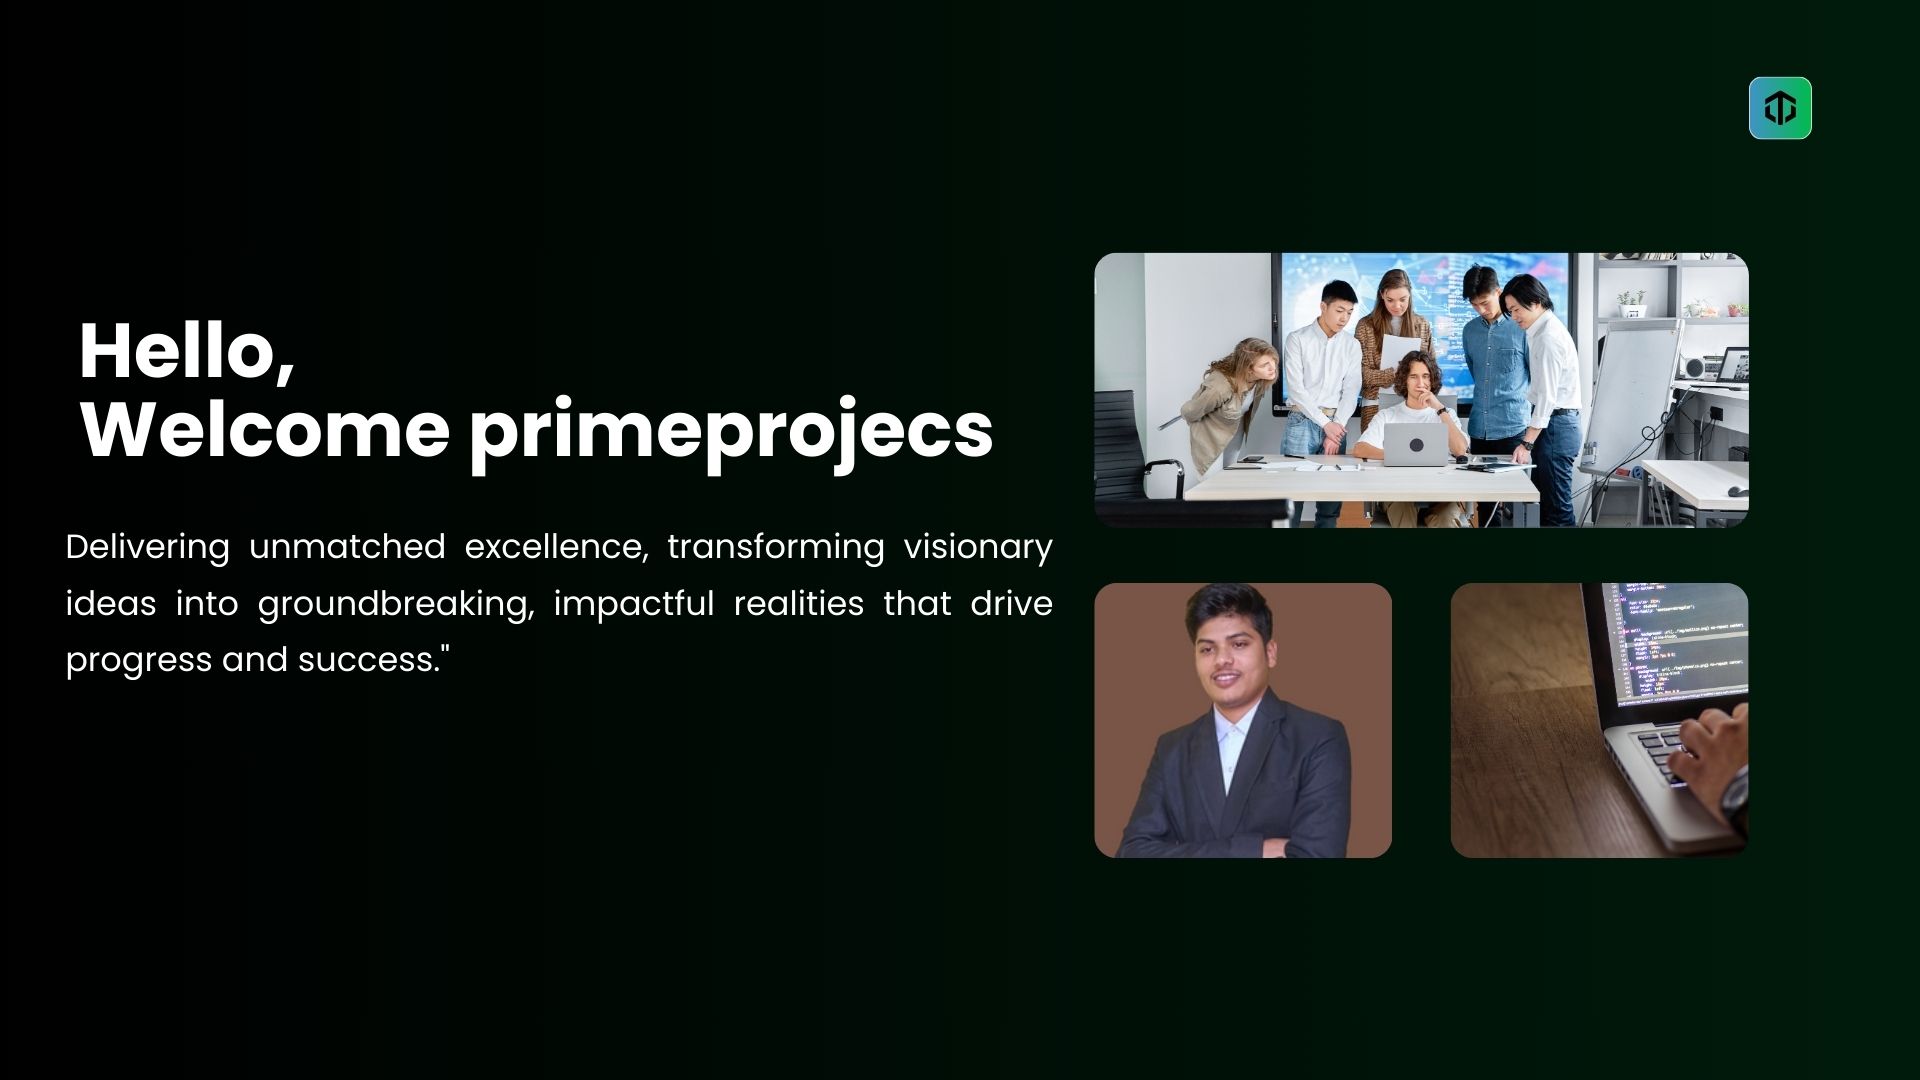 Hello,
Welcome primeprojecs
Delivering unmatched excellence, transforming visionary
ideas into groundbreaking, impactful realities that drive
progress and success."